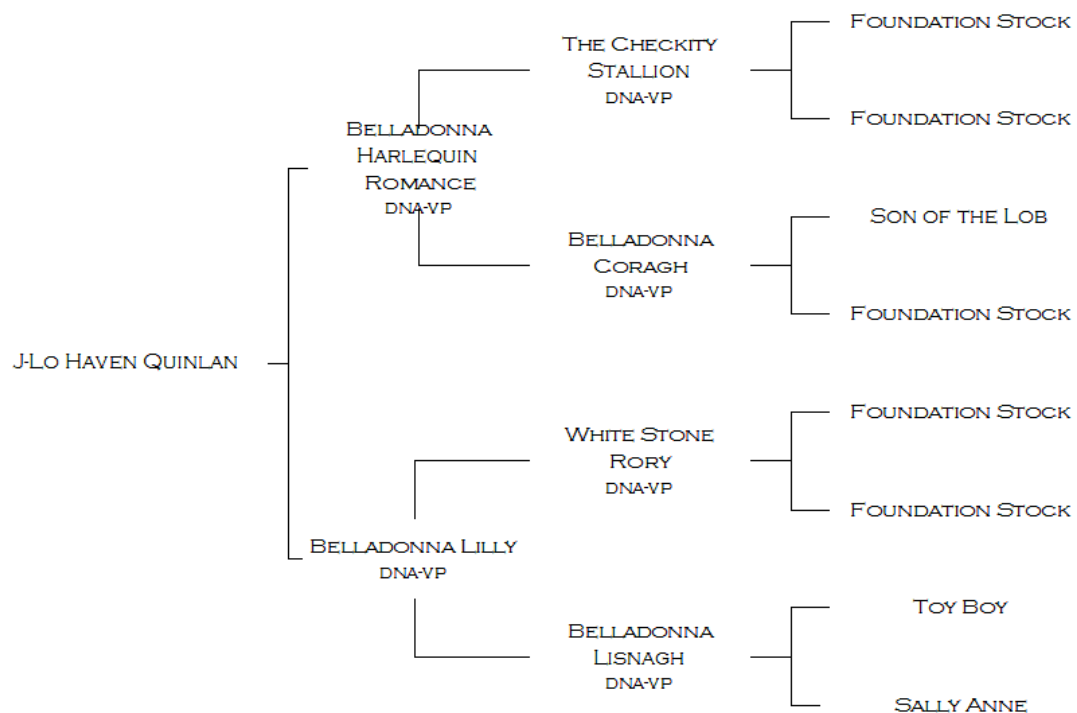 Foundation Stock
The Checkity
Stallion
DNA-VP
Foundation Stock
Belladonna
Harlequin
Romance
DNA-VP
Son of the Lob
Belladonna
Coragh
DNA-VP
Foundation Stock
J-Lo Haven Quinlan
Foundation Stock
White Stone
Rory
DNA-VP
Foundation Stock
Belladonna Lilly
DNA-VP
Toy Boy
Belladonna
Lisnagh
DNA-VP
Sally Anne